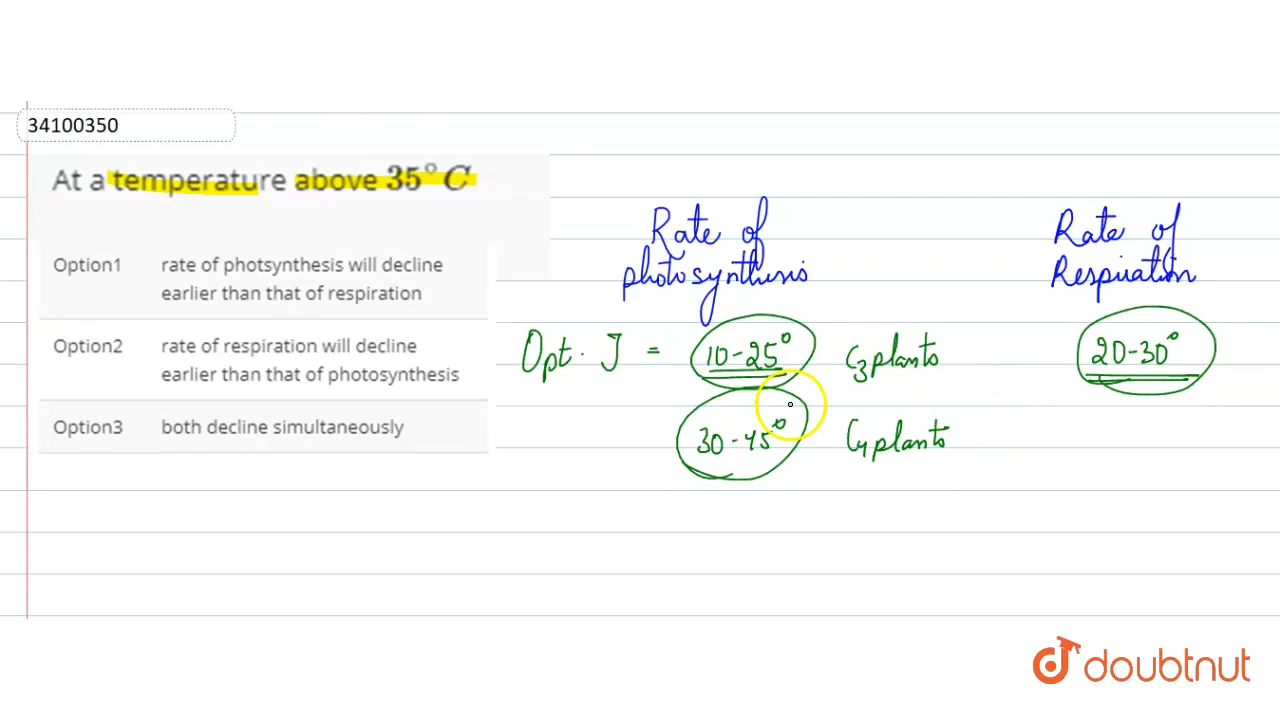 34100350
At a temperature above 35° C
Option1 rate of photsynthesis will decline
earlier than that of respiration
Option2 rate of respiration will decline
earlier than that of photosynthesis
Option3 both decline simultaneously
Rate of
photosynthesis
Rate of
Respiration
Opt. T = 10-25° C3 plants
20-30°
30-45° C4 plants
doubtnut